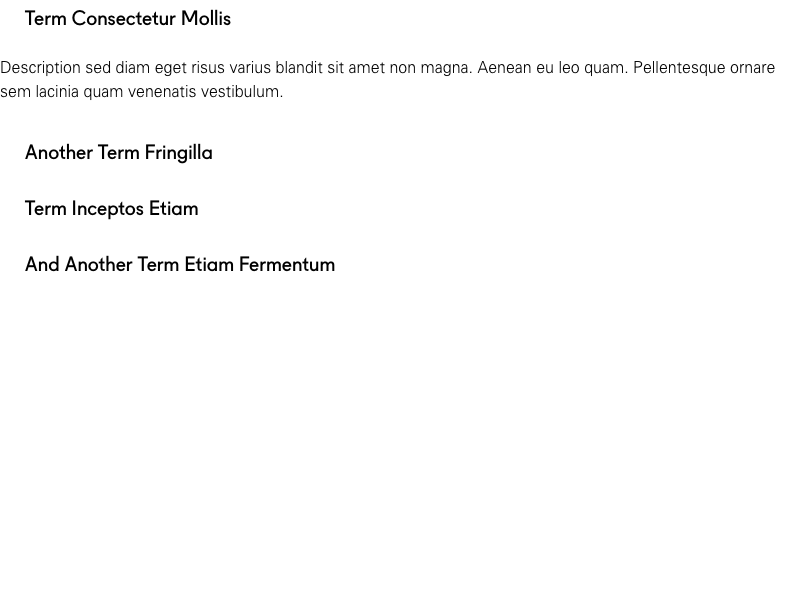 Term Consectetur Mollis
Description sed diam eget risus varius blandit sit amet non magna. Aenean eu leo quam. Pellentesque ornare
sem lacinia quam venenatis vestibulum.
Another Term Fringilla
Term Inceptos Etiam
And Another Term Etiam Fermentum